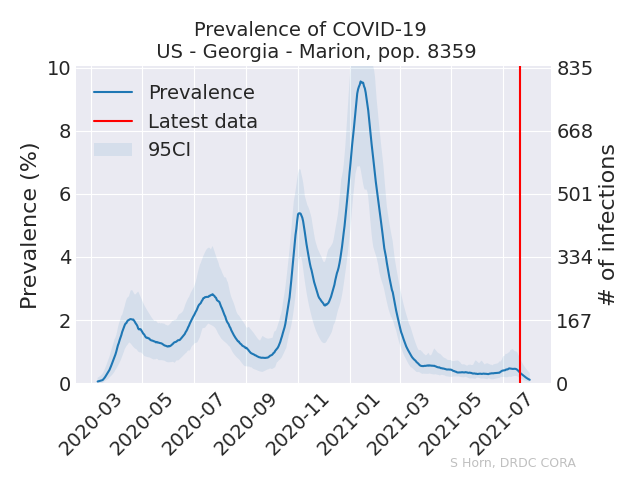 Prevalence of COVID-19
US - Georgia - Marion, pop. 8359
Prevalence
Latest data
95CI
Prevalence (%)
10
8
6
4
2
0
835
668
501
334
167
0
# of infections
2020-03
2020-05
2020-07
2020-09
2020-11
2021-01
2021-03
2021-05
2021-07
S Horn, DRDC CORA